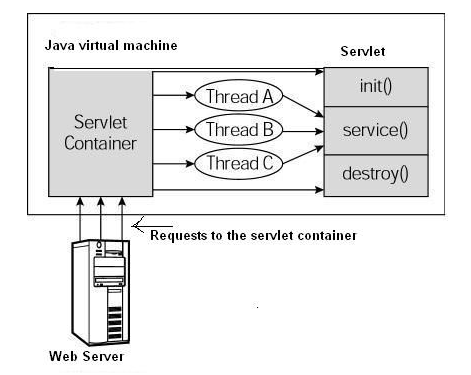 Java virtual machine
Servlet
Servlet
Container
Thread A
Thread B
Thread C
init()
service()
destroy()
Requests to the servlet container
Web Server